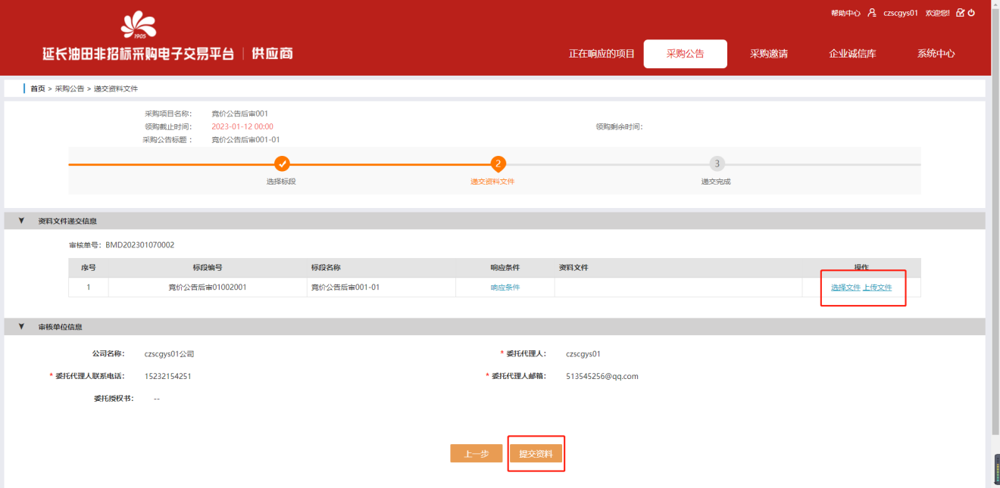 帮助中心 czscgys01 欢迎您!
1905
延长油田非招标采购电子交易平台 | 供应商
正在响应的项目 采购公告 采购邀请 企业诚信库 系统中心
首页 > 采购公告 > 递交资料文件
采购项目名称: 竞价公告后审001
领购截止时间: 2023-01-12 00:00 领购剩余时间:
采购公告标题 : 竞价公告后审001-01
2 3
选择标段 递交资料文件 递交完成
资料文件递交信息
审核单号: BMD202301070002
序号 标段编号 标段名称 响应条件 资料文件 操作
1 竞价公告后审01002001 竞价公告后审001-01 响应条件 选择文件 上传文件
审核单位信息
公司名称: czscgys01公司 * 委托代理人: czscgys01
* 委托代理人联系电话: 15232154251 * 委托代理人邮箱: 513545256@qq.com
委托授权书: --
上一步 提交资料